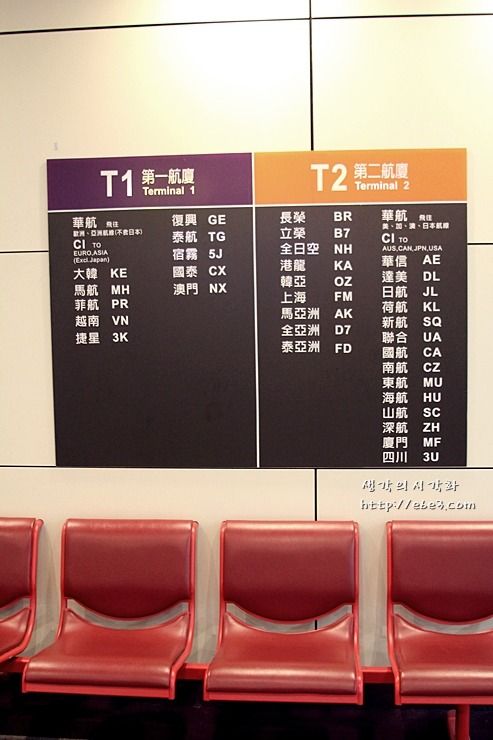 T1 第一航廈
Terminal 1
華航 飛往
歐洲、亞洲航線(不含日本)
CI TO
EURO,ASIA
(Excl.Japan)
大韓 KE
馬航 MH
菲航 PR
越南 VN
捷星 3K
復興 GE
泰航 TG
宿霧 5J
國泰 CX
澳門 NX
T2 第二航廈
Terminal 2
長榮 BR
立榮 B7
全日空 NH
港龍 KA
韓亞 OZ
上海 FM
馬亞洲 AK
全亞洲 D7
泰亞洲 FD
華航 飛往
美、加、澳、日本航線
CI TO
AUS,CAN,JPN,USA
華信 AE
達美 DL
日航 JL
荷航 KL
新航 SQ
聯合 UA
國航 CA
南航 CZ
東航 MU
海航 HU
山航 SC
深航 ZH
廈門 MF
四川 3U
생각의시각화
http://ebe3.com